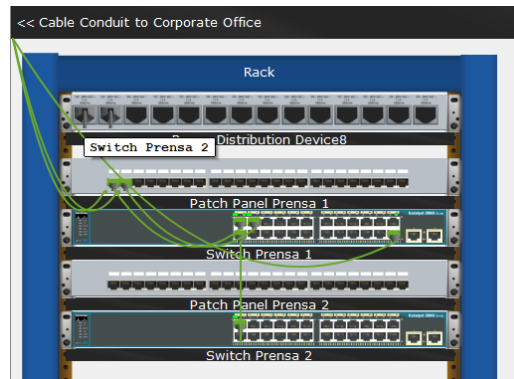 << Cable Conduit to Corporate Office
Rack
Distribution Device8
Switch Prensa 2
Patch Panel Prensa 1
Switch Prensa 1
Patch Panel Prensa 2
Switch Prensa 2